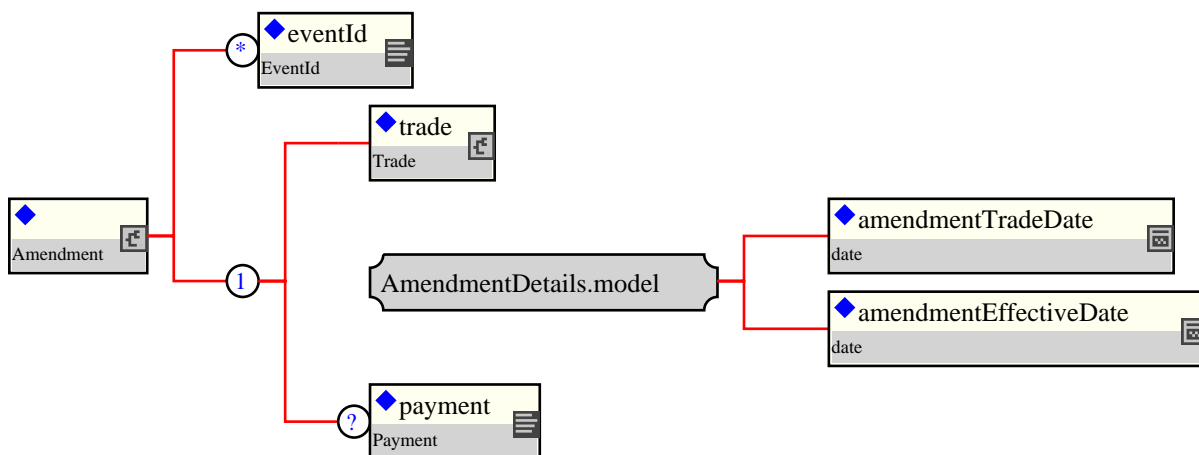 *
eventId
EventId
trade
Trade
Amendment
1
AmendmentDetails.model
amendmentTradeDate
date
amendmentEffectiveDate
date
?
payment
Payment